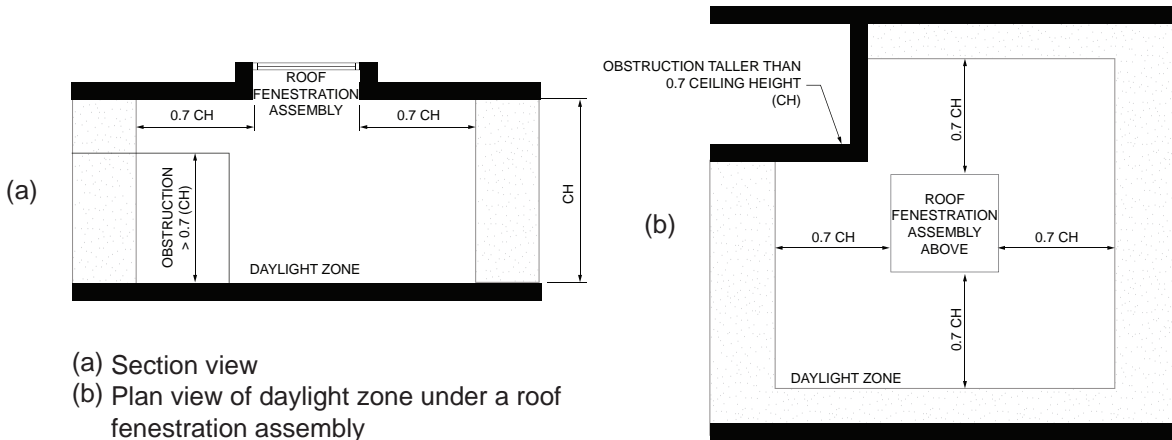 (a)
ROOF
FENESTRATION
ASSEMBLY
0.7 CH
0.7 CH
OBSTRUCTION
> 0.7 (CH)
CH
DAYLIGHT ZONE
(a) Section view
(b) Plan view of daylight zone under a roof
fenestration assembly
(b)
OBSTRUCTION TALLER THAN
0.7 CEILING HEIGHT
(CH)
0.7 CH
ROOF
FENESTRATION
ASSEMBLY
ABOVE
0.7 CH
0.7 CH
0.7 CH
DAYLIGHT ZONE